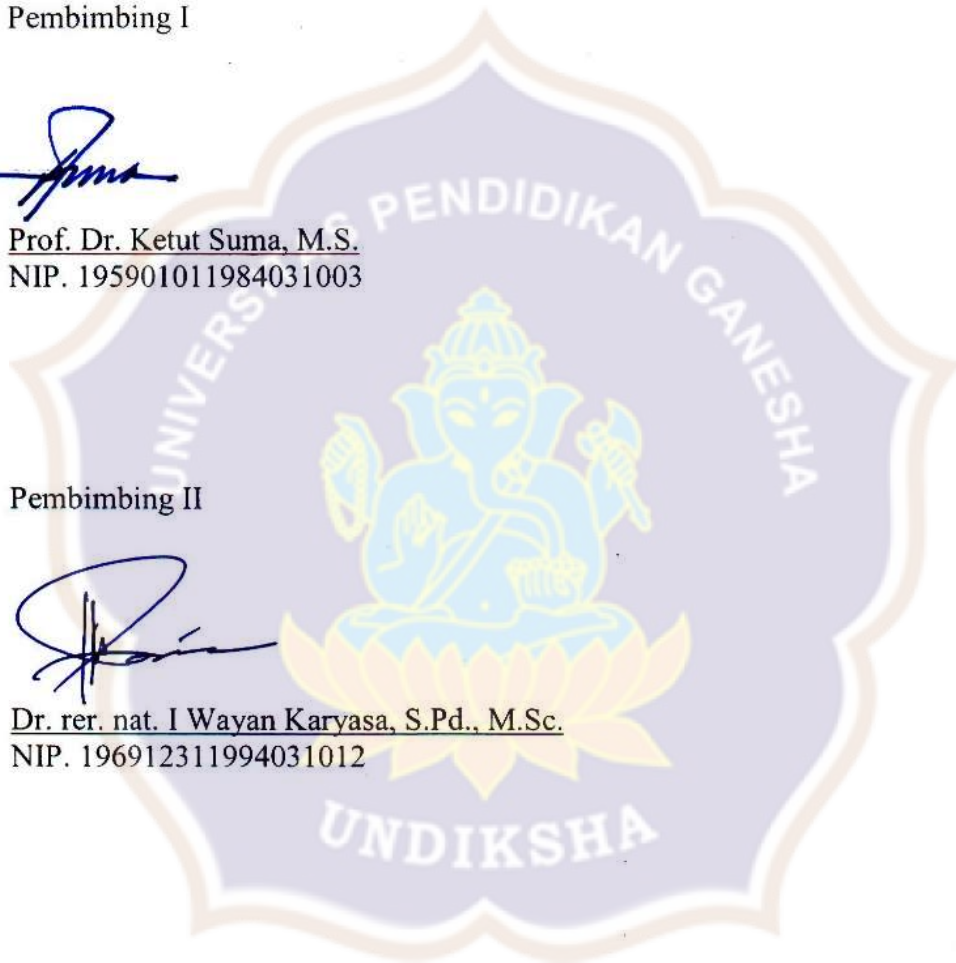 Pembimbing I
Prof. Dr. Ketut Suma, M.S.
NIP. 195901011984031003
UNIVERSITAS PENDIDIKAN GANESHA
Pembimbing II
Dr. rer. nat. I Wayan Karyasa, S.Pd., M.Sc.
NIP. 196912311994031012
UNDIKSHA